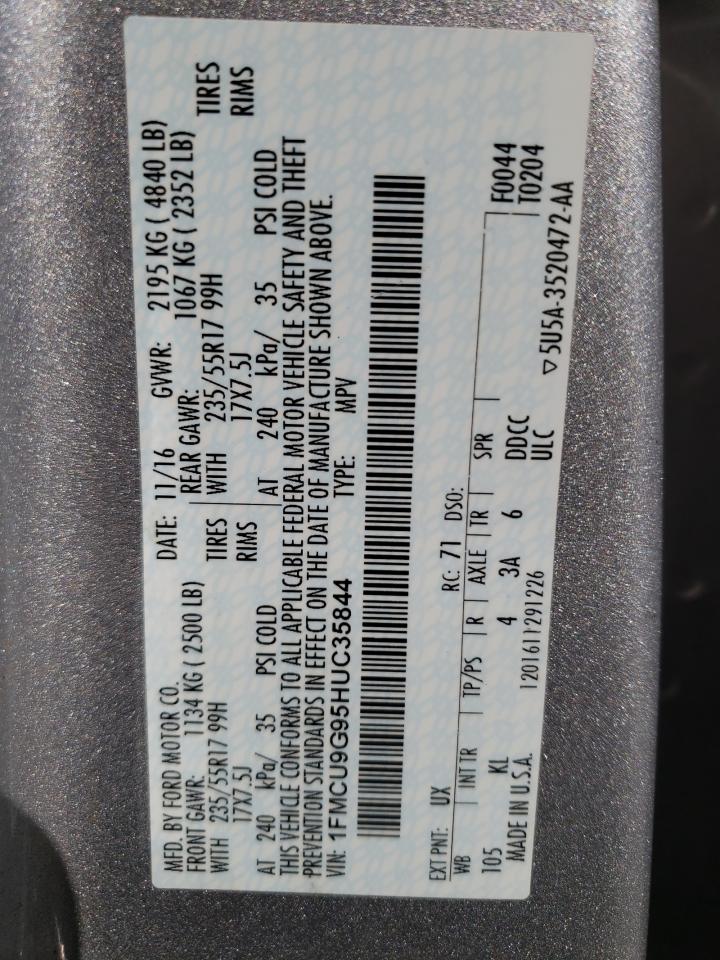 MFD. BY FORD MOTOR CO. DATE: 11/16 GVWR: 2195 KG ( 4840 LB)
FRONT GAWR: 1134 KG ( 2500 LB) REAR GAWR: 1067 KG ( 2352 LB)
WITH 235/55R17 99H TIRES WITH 235/55R17 99H TIRES
17X7.5J RIMS 17X7.5J RIMS
AT 240 kPa/ 35 PSI COLD AT 240 kPa/ 35 PSI COLD
THIS VEHICLE CONFORMS TO ALL APPLICABLE FEDERAL MOTOR VEHICLE SAFETY AND THEFT
PREVENTION STANDARDS IN EFFECT ON THE DATE OF MANUFACTURE SHOWN ABOVE.
VIN: 1FMCU9G95HUC35844 TYPE: MPV
EXT PNT: UX RC: 71 DSO:
WB INT TR TP/PS R AXLE TR SPR F0044
105 KL 4 3A 6 DDCC T0204
MADE IN U.S.A. 1201611291226 ULC ▽5U5A-3520472-AA